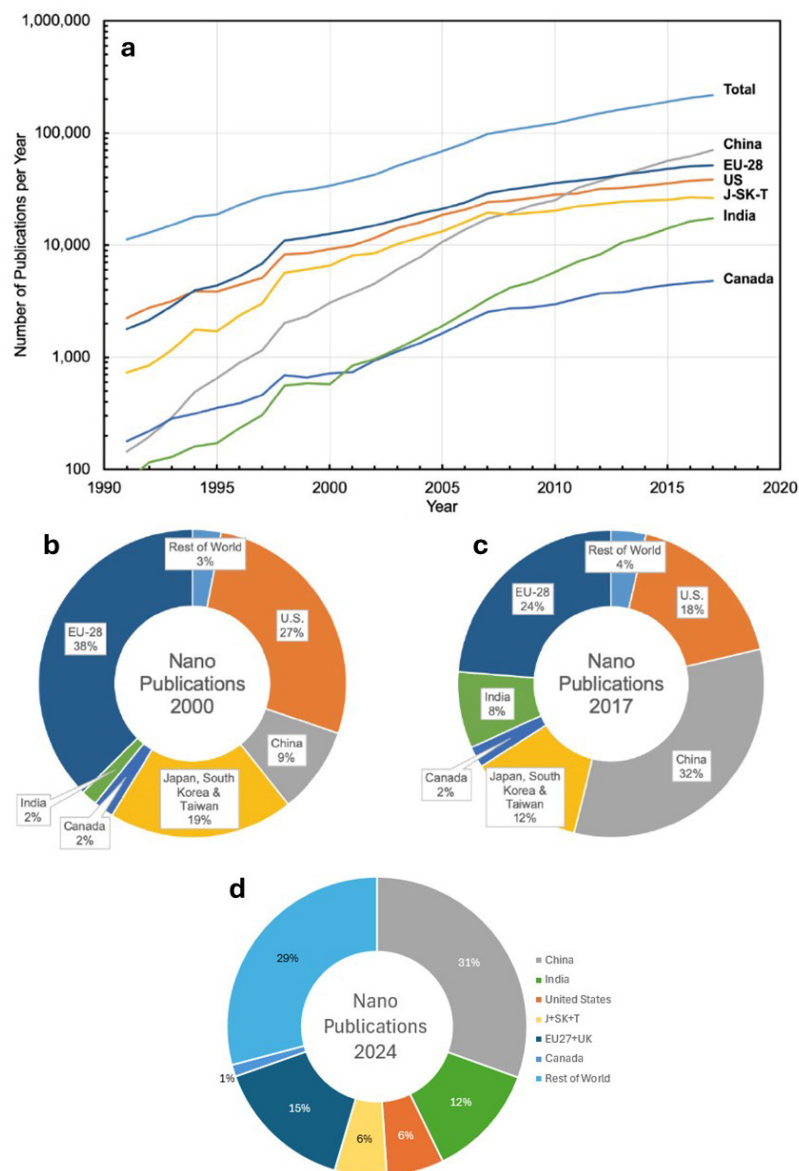 a
1,000,000
100,000
10,000
1,000
100
Number of Publications per Year
1990
1995
2000
2005
2010
2015
2020
Year
Total
China
EU-28
US
J-SK-T
India
Canada
b
Rest of World
3%
U.S.
27%
China
9%
Japan, South
Korea &
Taiwan
19%
Canada
2%
India
2%
EU-28
38%
Nano
Publications
2000
c
Rest of World
4%
U.S.
18%
China
32%
Japan, South
Korea &
Taiwan
12%
Canada
2%
India
8%
EU-28
24%
Nano
Publications
2017
d
31%
12%
6%
6%
15%
1%
29%
Nano
Publications
2024
China
India
United States
J+SK+T
EU27+UK
Canada
Rest of World